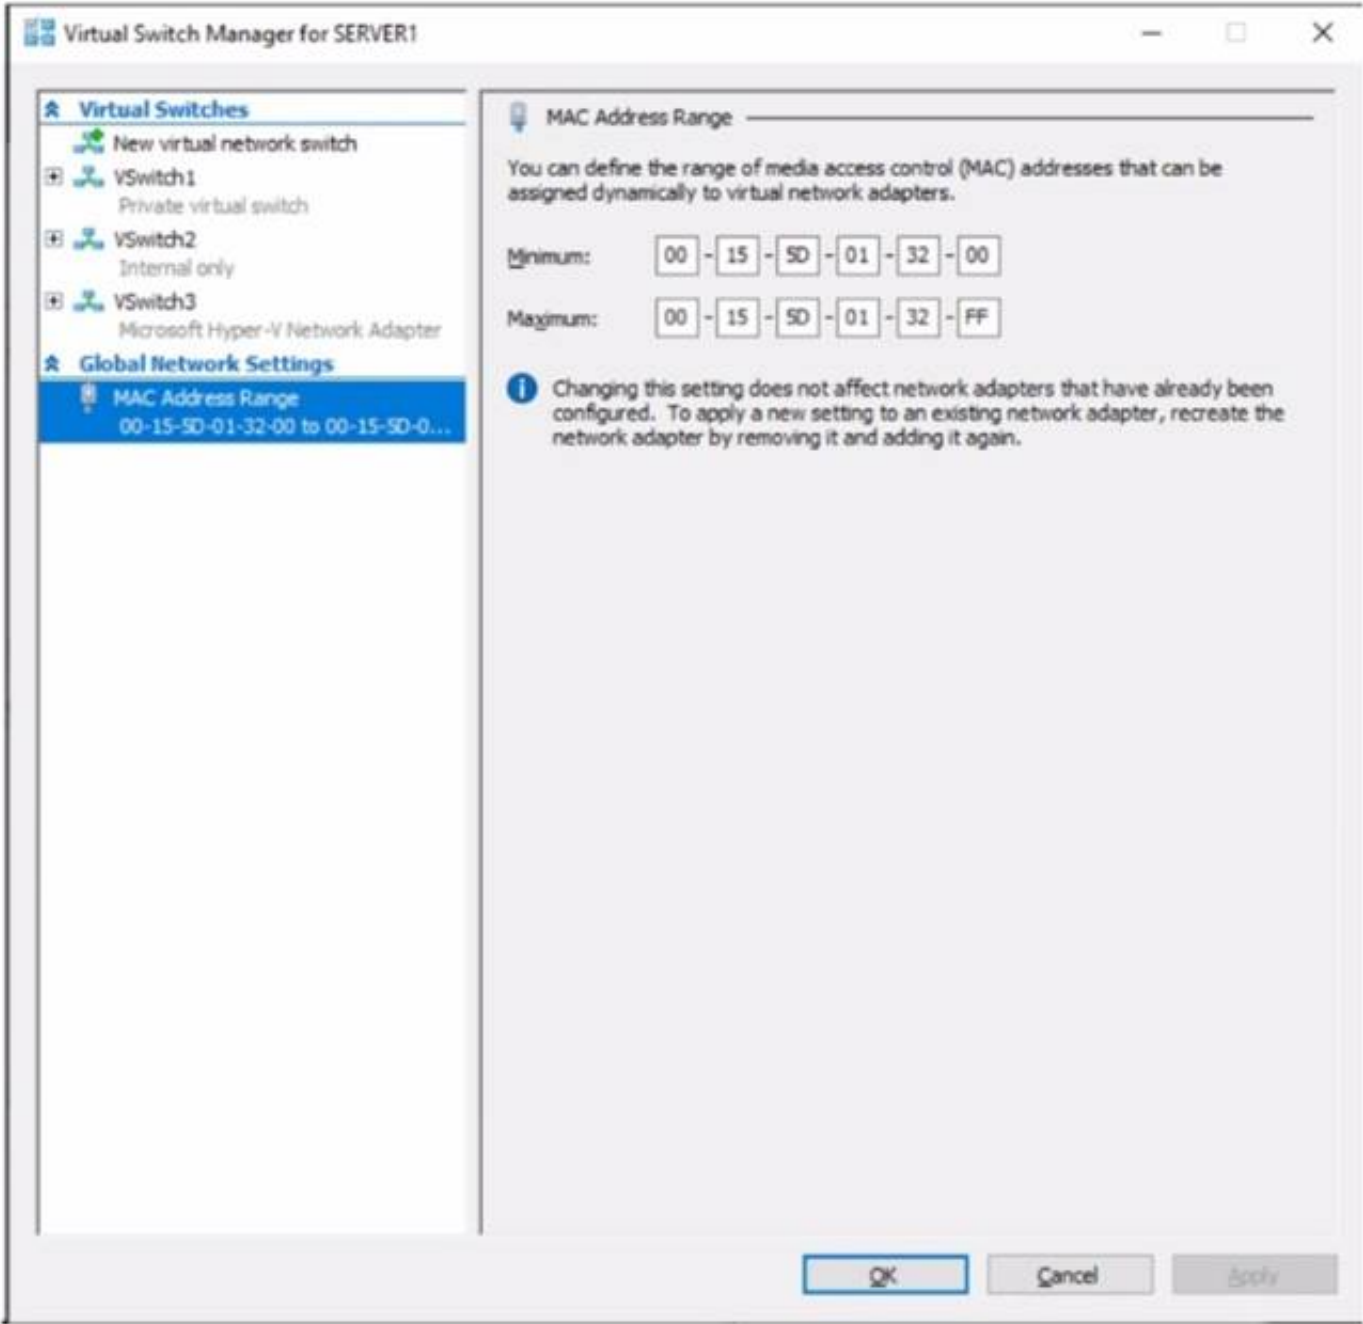 Virtual Switch Manager for SERVER1
Virtual Switches
New virtual network switch
VSwitch1
Private virtual switch
VSwitch2
Internal only
VSwitch3
Microsoft Hyper-V Network Adapter
Global Network Settings
MAC Address Range
00-15-5D-01-32-00 to 00-15-5D-0...
MAC Address Range
You can define the range of media access control (MAC) addresses that can be
assigned dynamically to virtual network adapters.
Minimum: 00 - 15 - 5D - 01 - 32 - 00
Maximum: 00 - 15 - 5D - 01 - 32 - FF
Changing this setting does not affect network adapters that have already been
configured. To apply a new setting to an existing network adapter, recreate the
network adapter by removing it and adding it again.
OK Cancel Apply